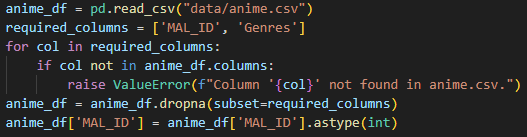 anime_df = pd.read_csv("data/anime.csv")
required_columns = ['MAL_ID', 'Genres']
for col in required_columns:
    if col not in anime_df.columns:
        raise ValueError(f"Column '{col}' not found in anime.csv.")
anime_df = anime_df.dropna(subset=required_columns)
anime_df['MAL_ID'] = anime_df['MAL_ID'].astype(int)